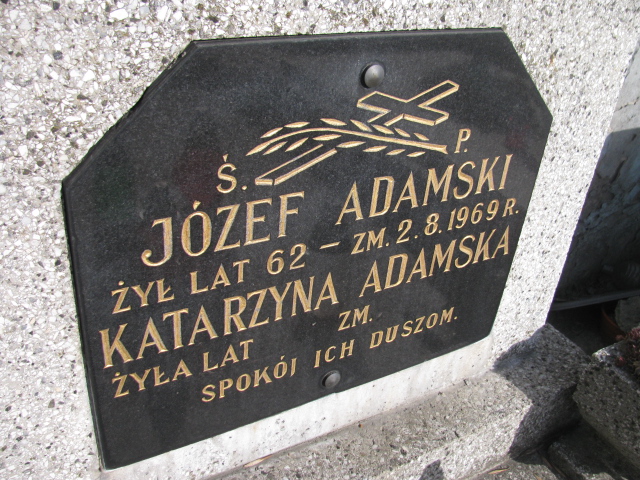 Ś. P.
JÓZEF ADAMSKI
ŻYŁ LAT 62 – ZM. 2.8.1969 R.
KATARZYNA ADAMSKA
ŻYŁA LAT ZM.
SPOKÓJ ICH DUSZOM.